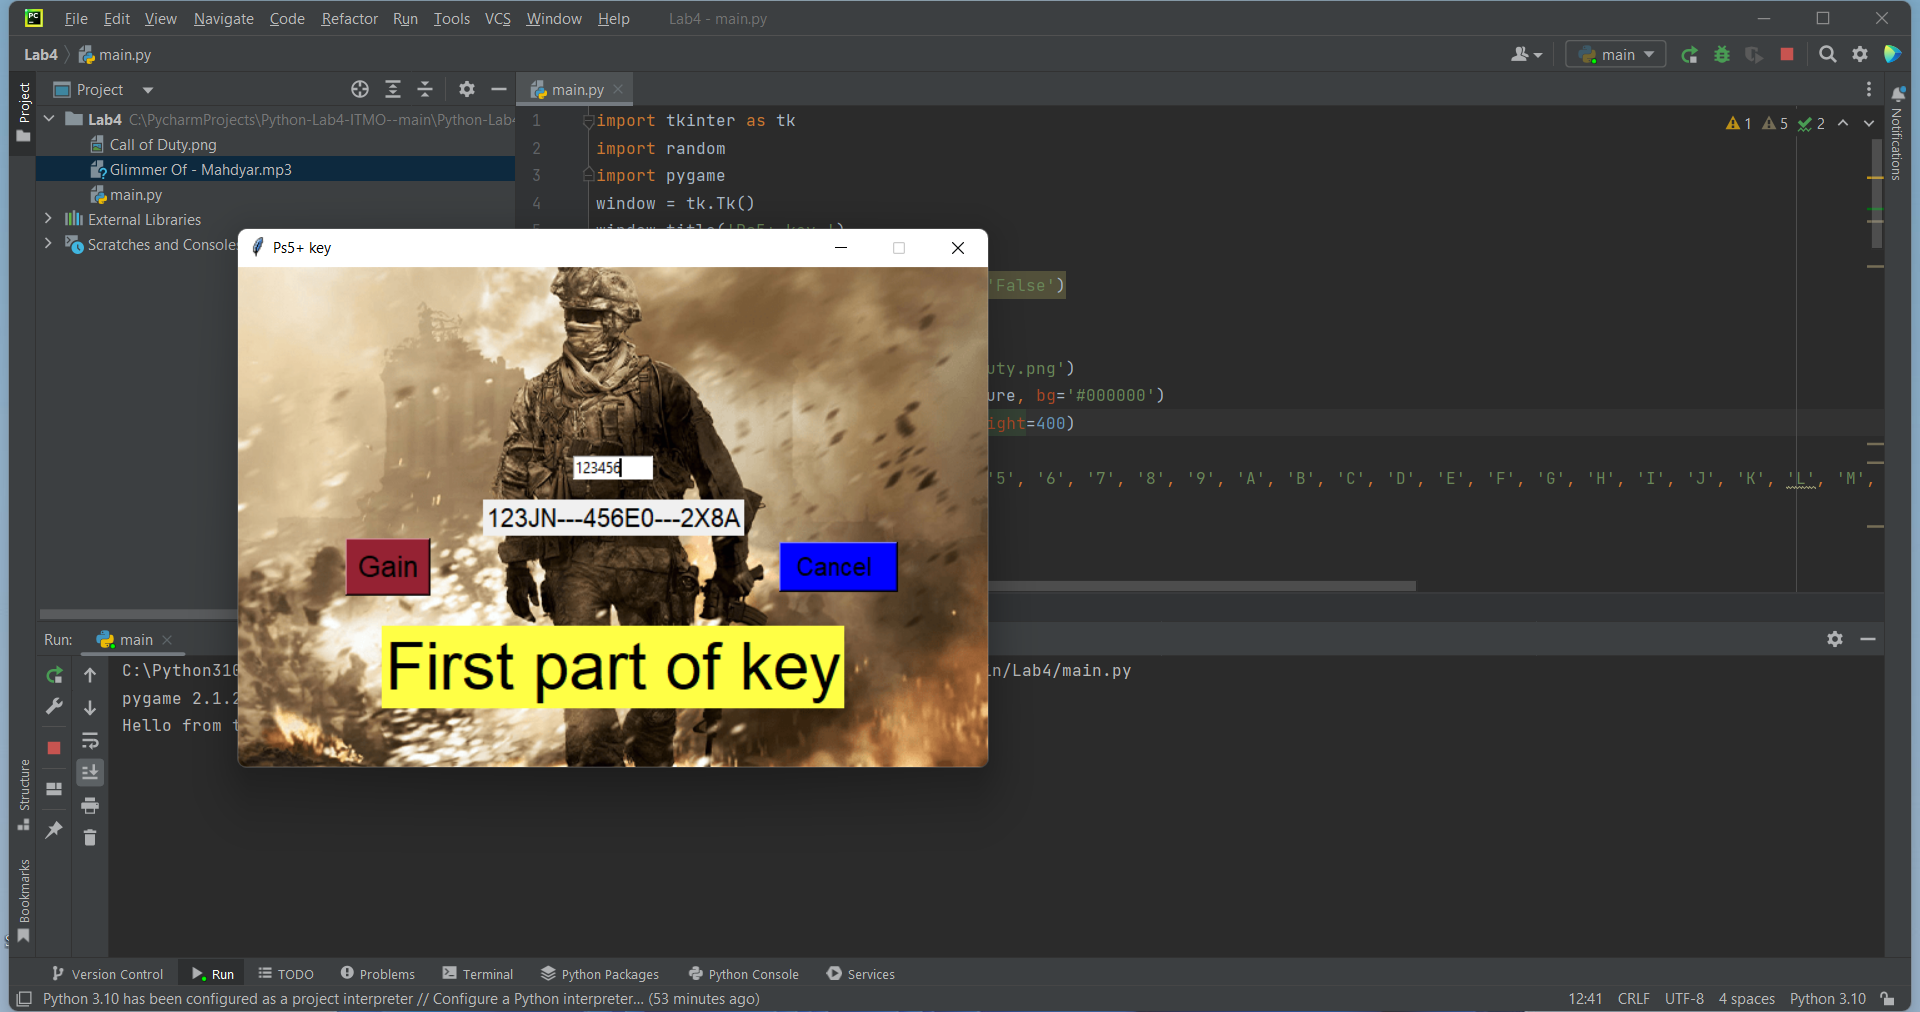 File Edit View Navigate Code Refactor Run Tools VCS Window Help Lab4 - main.py
Lab4 main.py main
Project
Project main.py
Lab4 C:\PycharmProjects\Python-Lab4-ITMO--main\Python-Lab4
Call of Duty.png
Glimmer Of - Mahdyar.mp3
main.py
External Libraries
Scratches and Consoles
1 import tkinter as tk
2 import random
3 import pygame
4 window = tk.Tk()
5 window.title('Ps5+ key ')
1 5 2
Notifications
'False')
uty.png')
ure, bg='#000000')
ight=400)
'5', '6', '7', '8', '9', 'A', 'B', 'C', 'D', 'E', 'F', 'G', 'H', 'I', 'J', 'K', 'L', 'M',
Ps5+ key
123456
123JN---456E0---2X8A
Gain
Cancel
First part of key
Run: main
C:\Python310
n/Lab4/main.py
pygame 2.1.2
Hello from t
Structure
Bookmarks
Version Control Run TODO Problems Terminal Python Packages Python Console Services
Python 3.10 has been configured as a project interpreter // Configure a Python interpreter... (53 minutes ago) 12:41 CRLF UTF-8 4 spaces Python 3.10